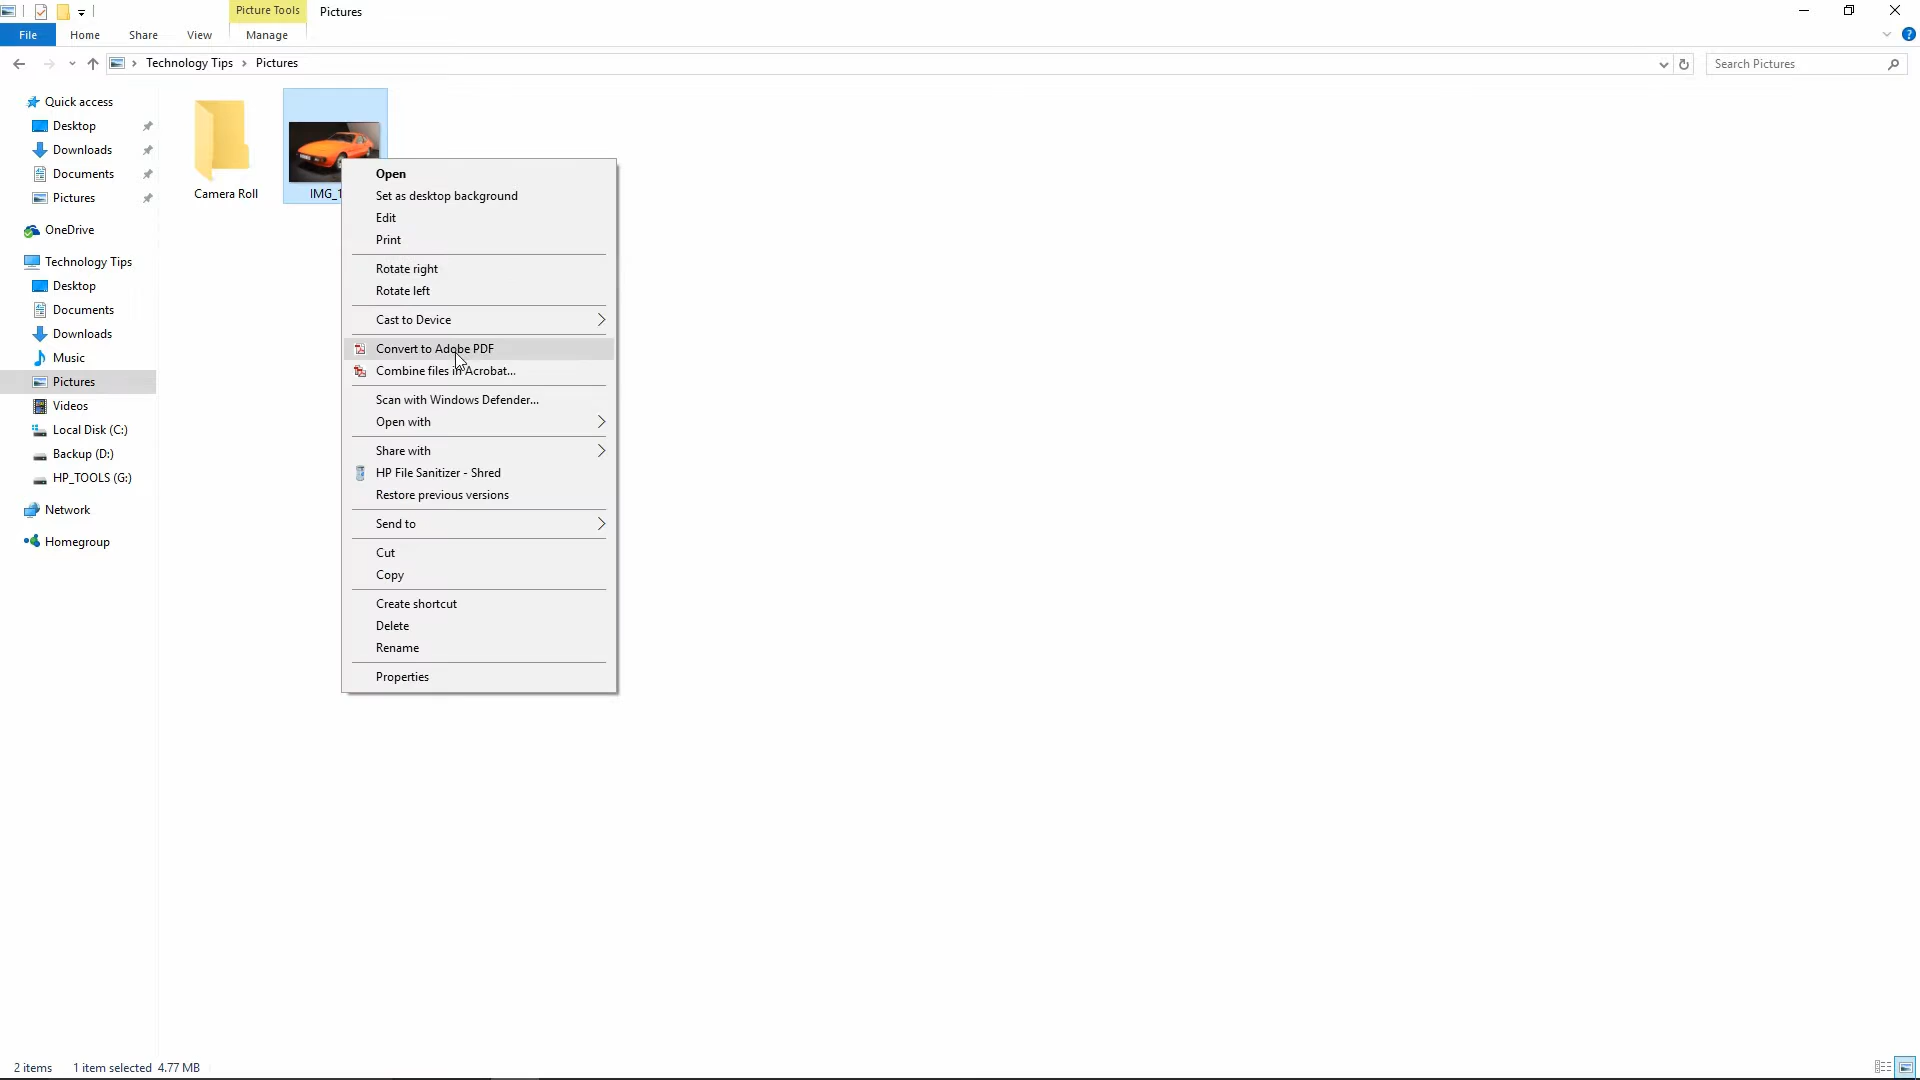 Picture Tools
Pictures
File
Home
Share
View
Manage
Technology Tips
Pictures
Search Pictures
Quick access
Desktop
Downloads
Documents
Pictures
OneDrive
Technology Tips
Desktop
Documents
Downloads
Music
Pictures
Videos
Local Disk (C:)
Backup (D:)
HP_TOOLS (G:)
Network
Homegroup
Camera Roll
IMG_1
Open
Set as desktop background
Edit
Print
Rotate right
Rotate left
Cast to Device
Convert to Adobe PDF
Combine files in Acrobat...
Scan with Windows Defender...
Open with
Share with
HP File Sanitizer - Shred
Restore previous versions
Send to
Cut
Copy
Create shortcut
Delete
Rename
Properties
2 items
1 item selected 4.77 MB